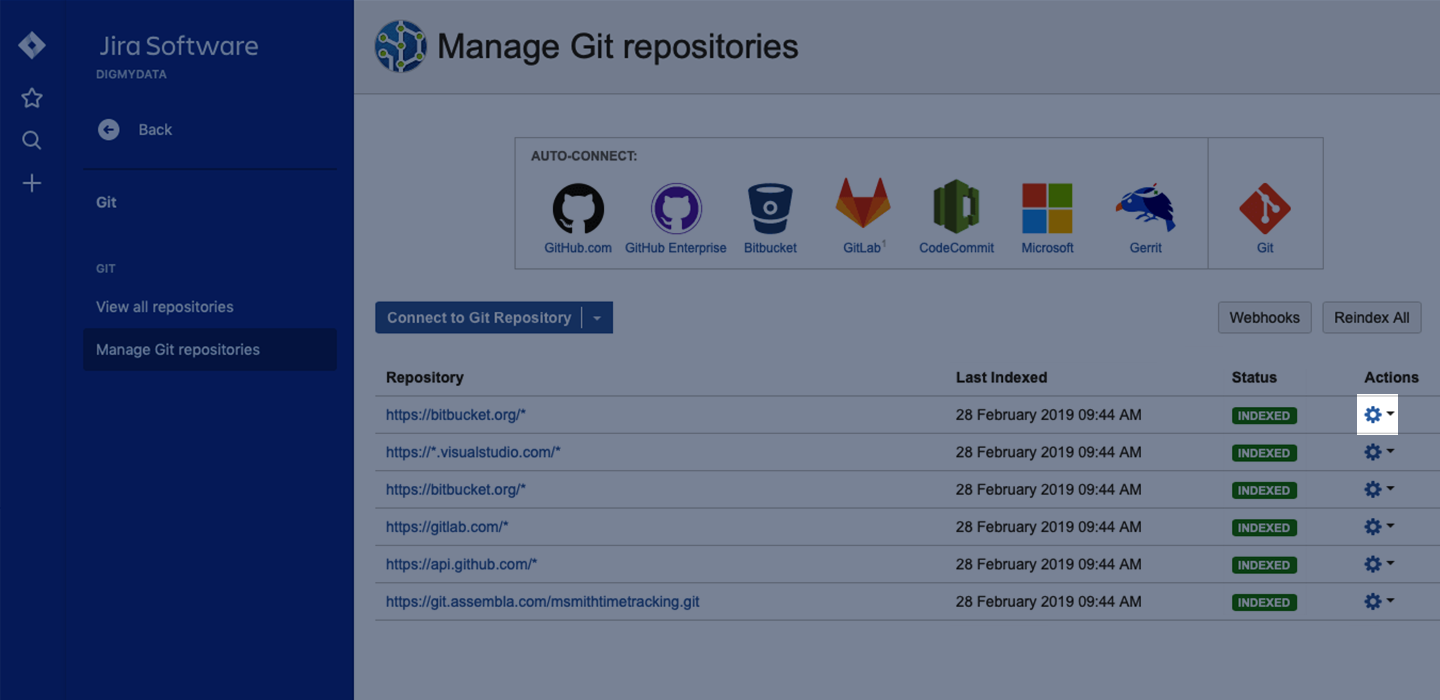 Jira Software
DIGMYDATA
Back
Git
GIT
View all repositories
Manage Git repositories
Manage Git repositories
AUTO-CONNECT:
GitHub.com GitHub Enterprise Bitbucket GitLab¹ CodeCommit Microsoft Gerrit Git
Connect to Git Repository Webhooks Reindex All
Repository Last Indexed Status Actions
https://bitbucket.org/* 28 February 2019 09:44 AM INDEXED
https://*.visualstudio.com/* 28 February 2019 09:44 AM INDEXED
https://bitbucket.org/* 28 February 2019 09:44 AM INDEXED
https://gitlab.com/* 28 February 2019 09:44 AM INDEXED
https://api.github.com/* 28 February 2019 09:44 AM INDEXED
https://git.assembla.com/msmithtimetracking.git 28 February 2019 09:44 AM INDEXED